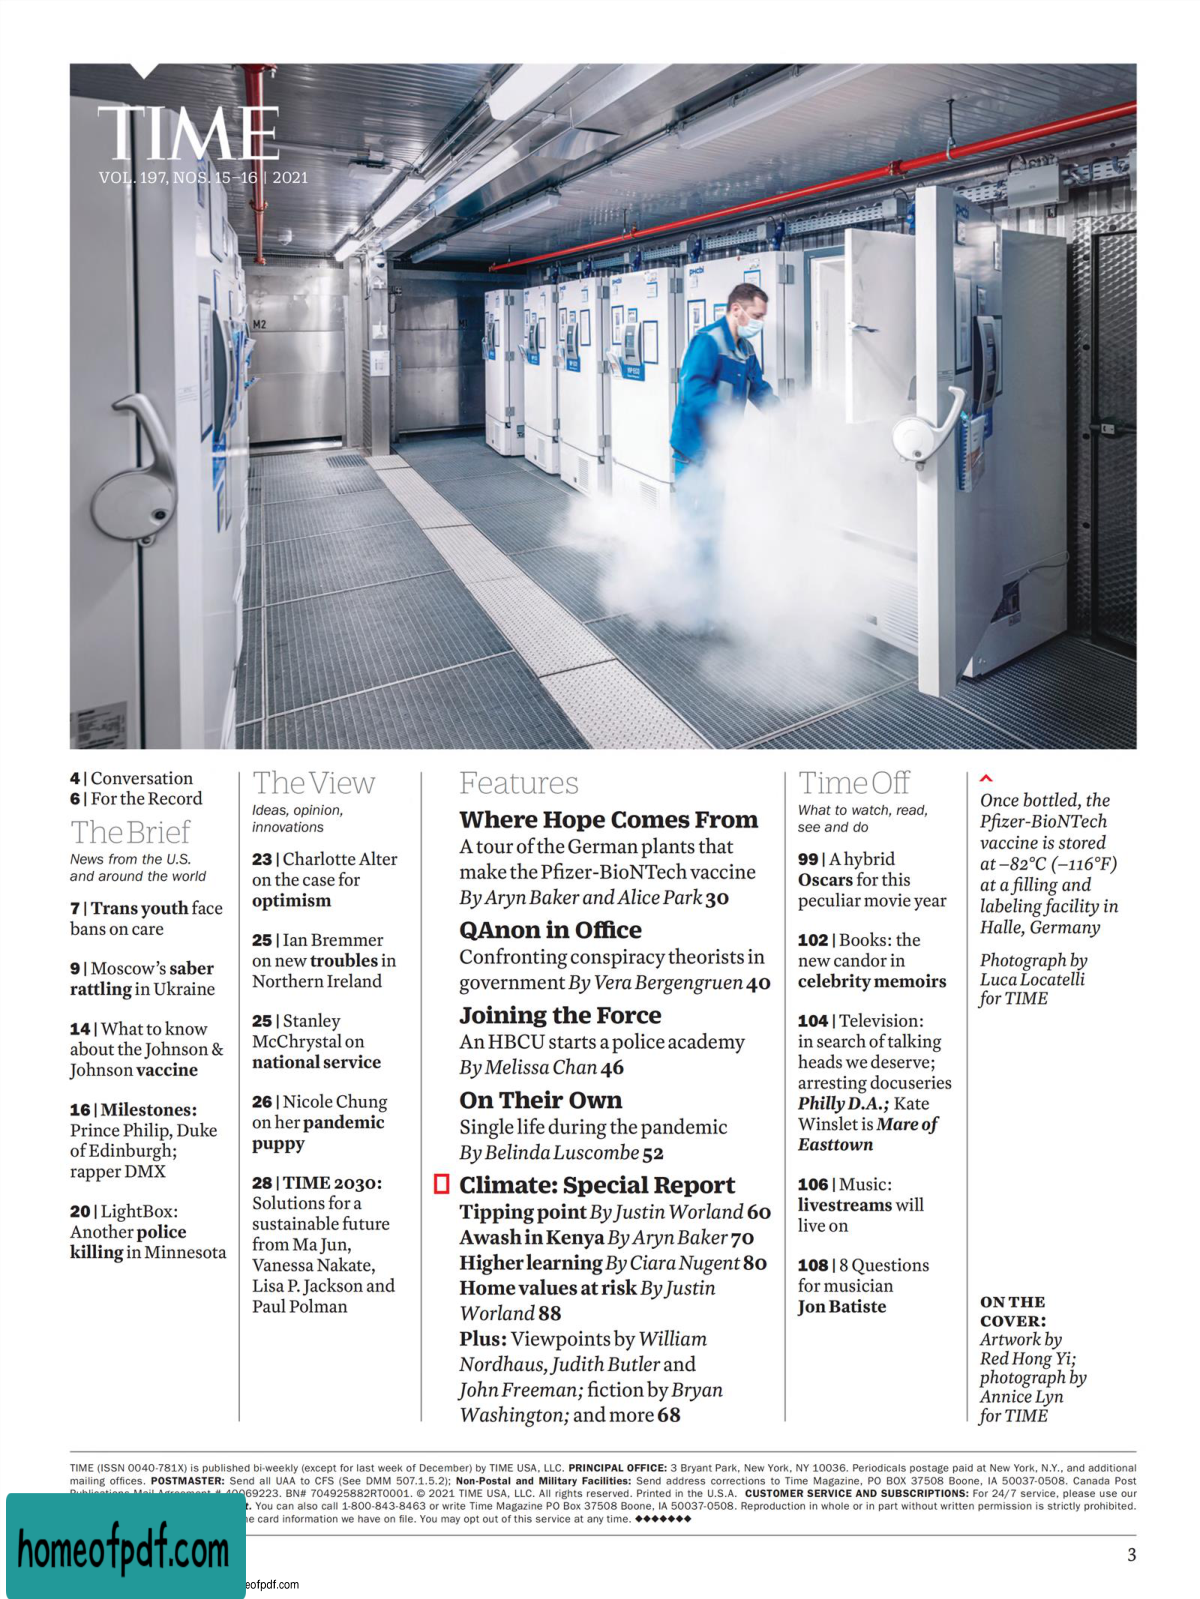 TIME
VOL. 197, NOS. 15–16 | 2021
M2
PHCbi
4 | Conversation
6 | For the Record
The Brief
News from the U.S.
and around the world
7 | Trans youth face
bans on care
9 | Moscow's saber
rattling in Ukraine
14 | What to know
about the Johnson &
Johnson vaccine
16 | Milestones:
Prince Philip, Duke
of Edinburgh;
rapper DMX
20 | LightBox:
Another police
killing in Minnesota
The View
Ideas, opinion,
innovations
23 | Charlotte Alter
on the case for
optimism
25 | Ian Bremmer
on new troubles in
Northern Ireland
25 | Stanley
McChrystal on
national service
26 | Nicole Chung
on her pandemic
puppy
28 | TIME 2030:
Solutions for a
sustainable future
from Ma Jun,
Vanessa Nakate,
Lisa P. Jackson and
Paul Polman
Features
Where Hope Comes From
A tour of the German plants that
make the Pfizer-BioNTech vaccine
By Aryn Baker and Alice Park 30
QAnon in Office
Confronting conspiracy theorists in
government By Vera Bergengruen 40
Joining the Force
An HBCU starts a police academy
By Melissa Chan 46
On Their Own
Single life during the pandemic
By Belinda Luscombe 52
Climate: Special Report
Tipping point By Justin Worland 60
Awash in Kenya By Aryn Baker 70
Higher learning By Ciara Nugent 80
Home values at risk By Justin
Worland 88
Plus: Viewpoints by William
Nordhaus, Judith Butler and
John Freeman; fiction by Bryan
Washington; and more 68
Time Off
What to watch, read,
see and do
99 | A hybrid
Oscars for this
peculiar movie year
102 | Books: the
new candor in
celebrity memoirs
104 | Television:
in search of talking
heads we deserve;
arresting docuseries
Philly D.A.; Kate
Winslet is Mare of
Easttown
106 | Music:
livestreams will
live on
108 | 8 Questions
for musician
Jon Batiste
Once bottled, the
Pfizer-BioNTech
vaccine is stored
at –82°C (–116°F)
at a filling and
labeling facility in
Halle, Germany
Photograph by
Luca Locatelli
for TIME
ON THE
COVER:
Artwork by
Red Hong Yi;
photograph by
Annice Lyn
for TIME
TIME (ISSN 0040-781X) is published bi-weekly (except for last week of December) by TIME USA, LLC. PRINCIPAL OFFICE: 3 Bryant Park, New York, NY 10036. Periodicals postage paid at New York, N.Y., and additional
mailing offices. POSTMASTER: Send all UAA to CFS (See DMM 507.1.5.2); Non-Postal and Military Facilities: Send address corrections to Time Magazine, PO BOX 37508 Boone, IA 50037-0508. Canada Post
Publications Mail Agreement # 40069223. BN# 704925882RT0001. © 2021 TIME USA, LLC. All rights reserved. Printed in the U.S.A. CUSTOMER SERVICE AND SUBSCRIPTIONS: For 24/7 service, please use our
t. You can also call 1-800-843-8463 or write Time Magazine PO Box 37508 Boone, IA 50037-0508. Reproduction in whole or in part without written permission is strictly prohibited.
card information we have on file. You may opt out of this service at any time.
homeofpdf.com
eofpdf.com
3